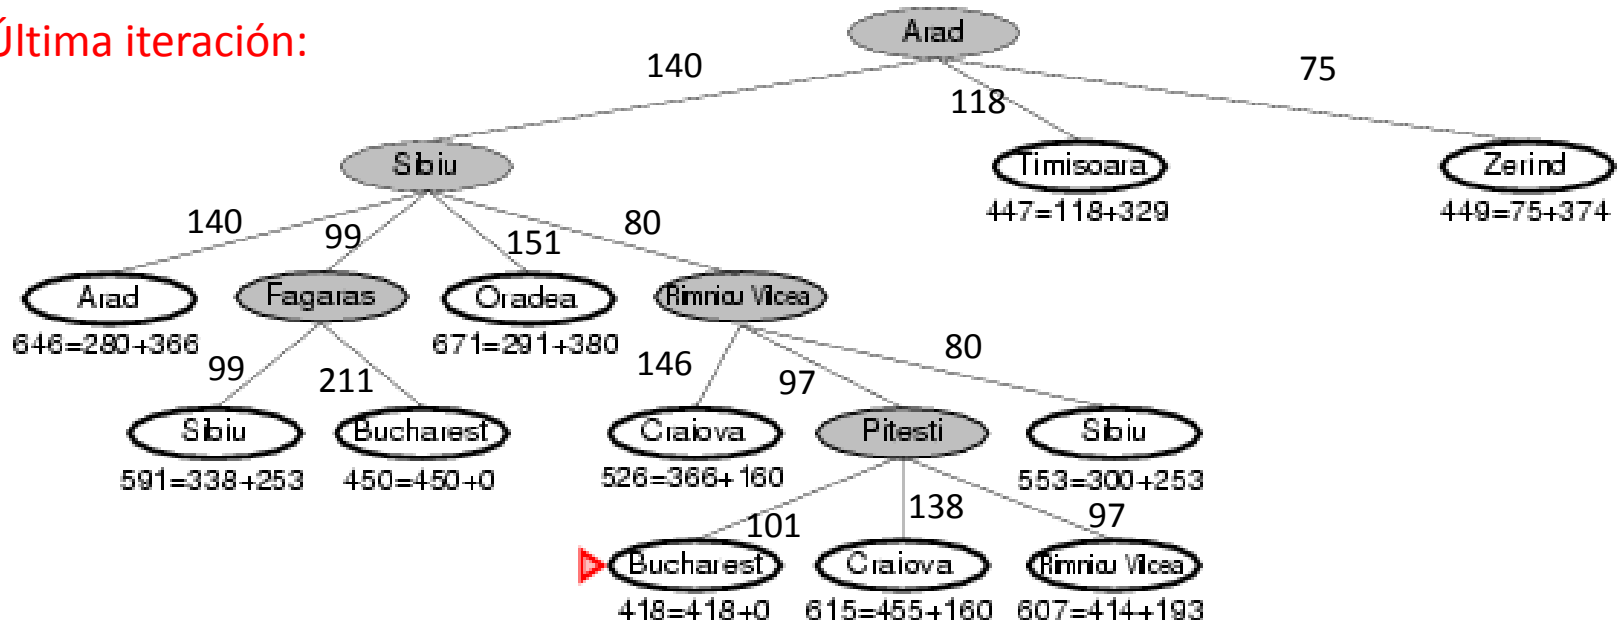 Última iteración:
Arad
140
118
75
Sibiu
Timisoara
Zerind
447=118+329
449=75+374
140
99
151
80
Arad
Fagaras
Oradea
Rimnicu Vilcea
646=280+366
671=291+380
99
211
146
97
80
Sibiu
Bucharest
Craiova
Pitesti
Sibiu
591=338+253
450=450+0
526=366+160
553=300+253
101
138
97
Bucharest
Craiova
Rimnicu Vilcea
418=418+0
615=455+160
607=414+193